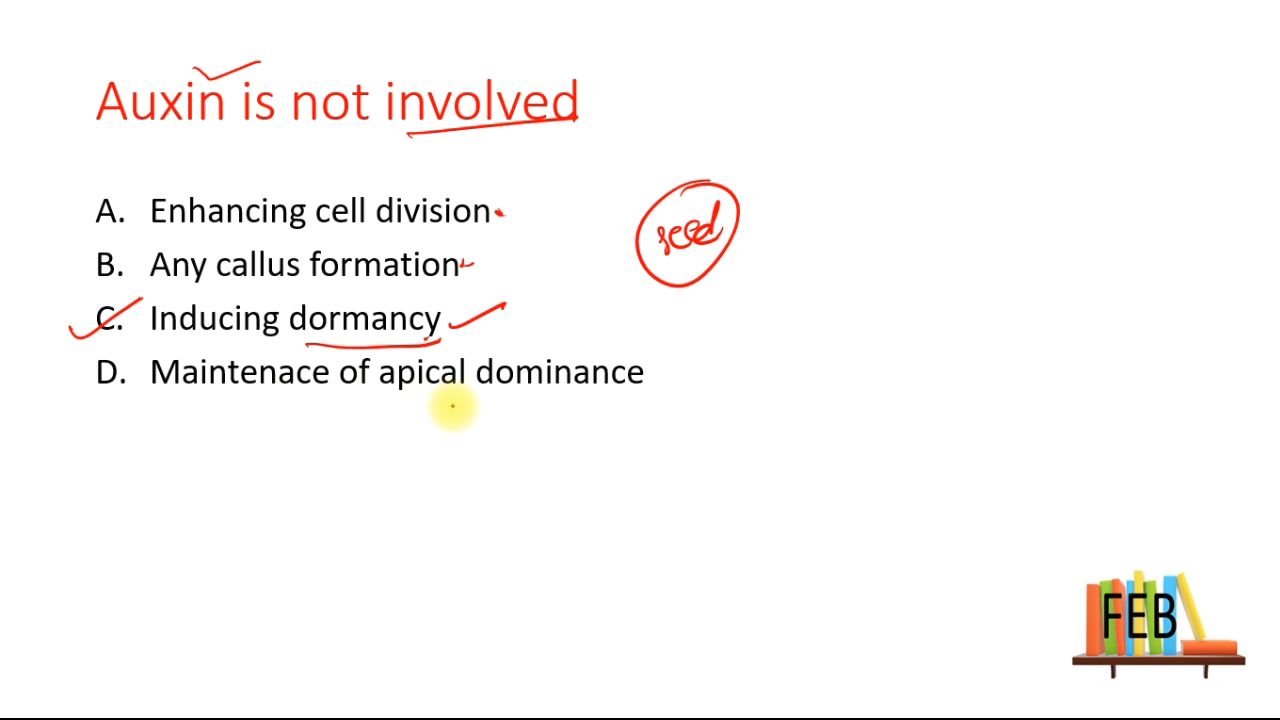 Auxin is not involved
A. Enhancing cell division
B. Any callus formation
C. Inducing dormancy
D. Maintenace of apical dominance
seed
FEB